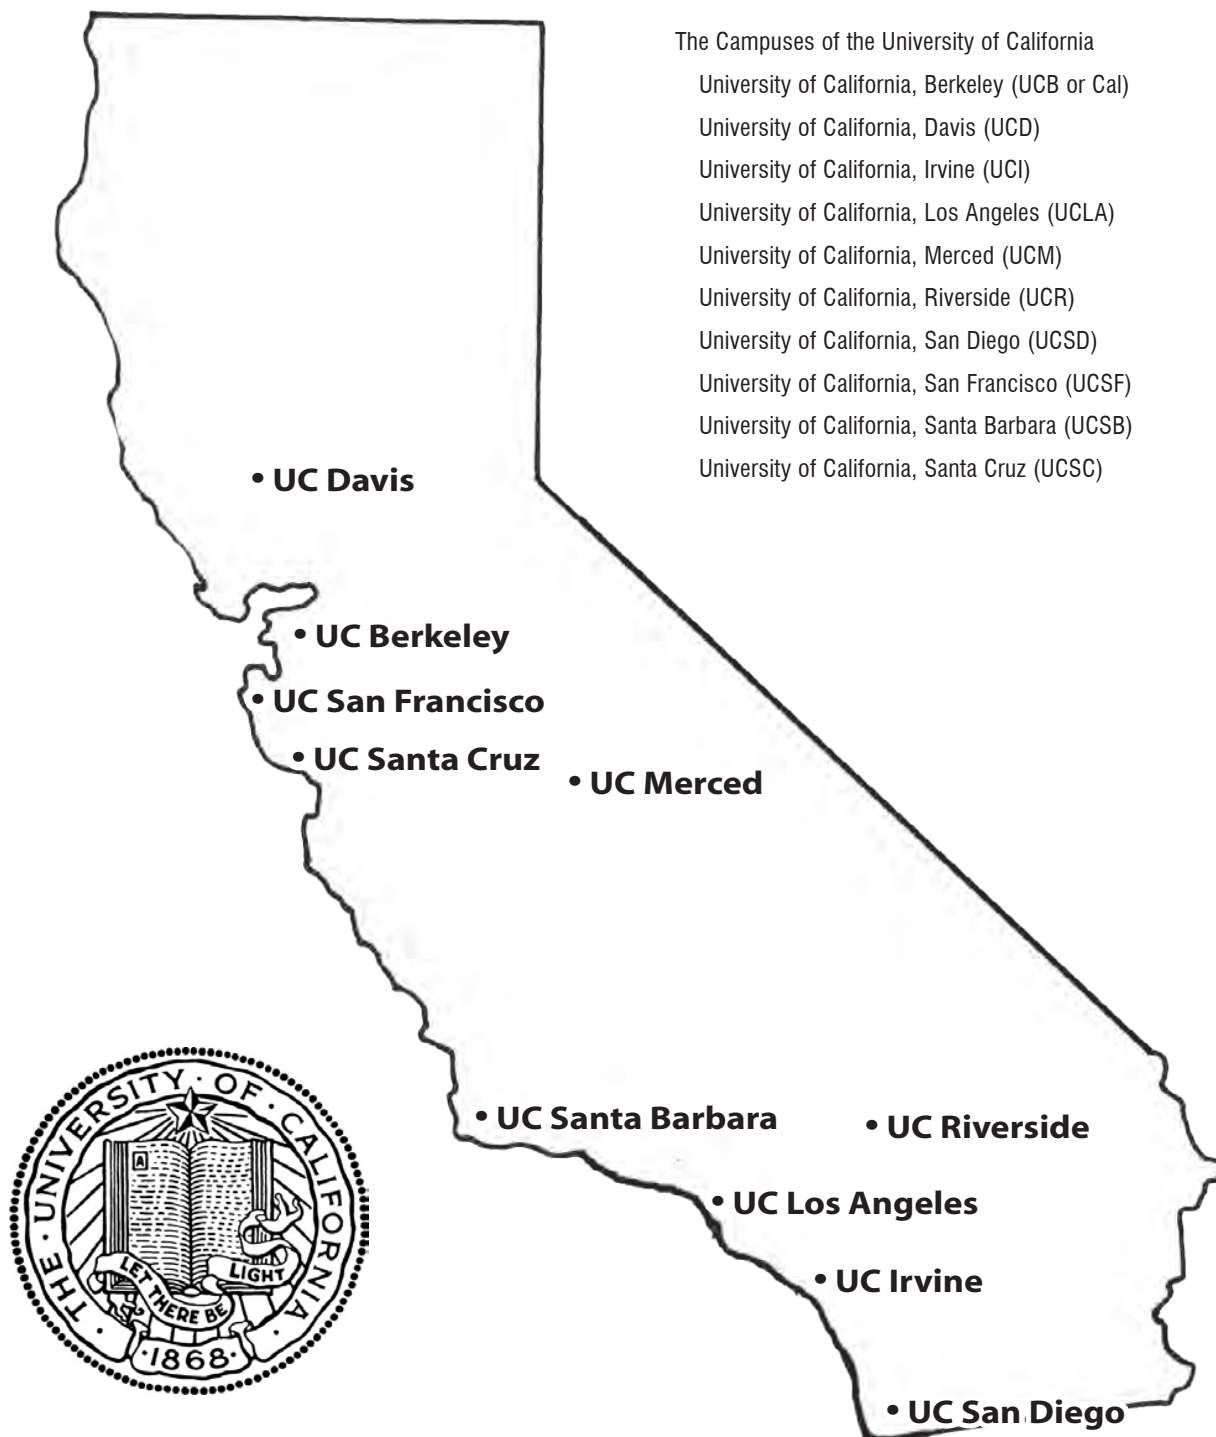 The Campuses of the University of California
University of California, Berkeley (UCB or Cal)
University of California, Davis (UCD)
University of California, Irvine (UCI)
University of California, Los Angeles (UCLA)
University of California, Merced (UCM)
University of California, Riverside (UCR)
University of California, San Diego (UCSD)
University of California, San Francisco (UCSF)
University of California, Santa Barbara (UCSB)
University of California, Santa Cruz (UCSC)
• UC Davis
• UC Berkeley
• UC San Francisco
• UC Santa Cruz
• UC Merced
• UC Santa Barbara
• UC Riverside
• UC Los Angeles
• UC Irvine
• UC San Diego
· THE · UNIVERSITY · OF · CALIFORNIA ·
A
LET THERE BE LIGHT
·1868·